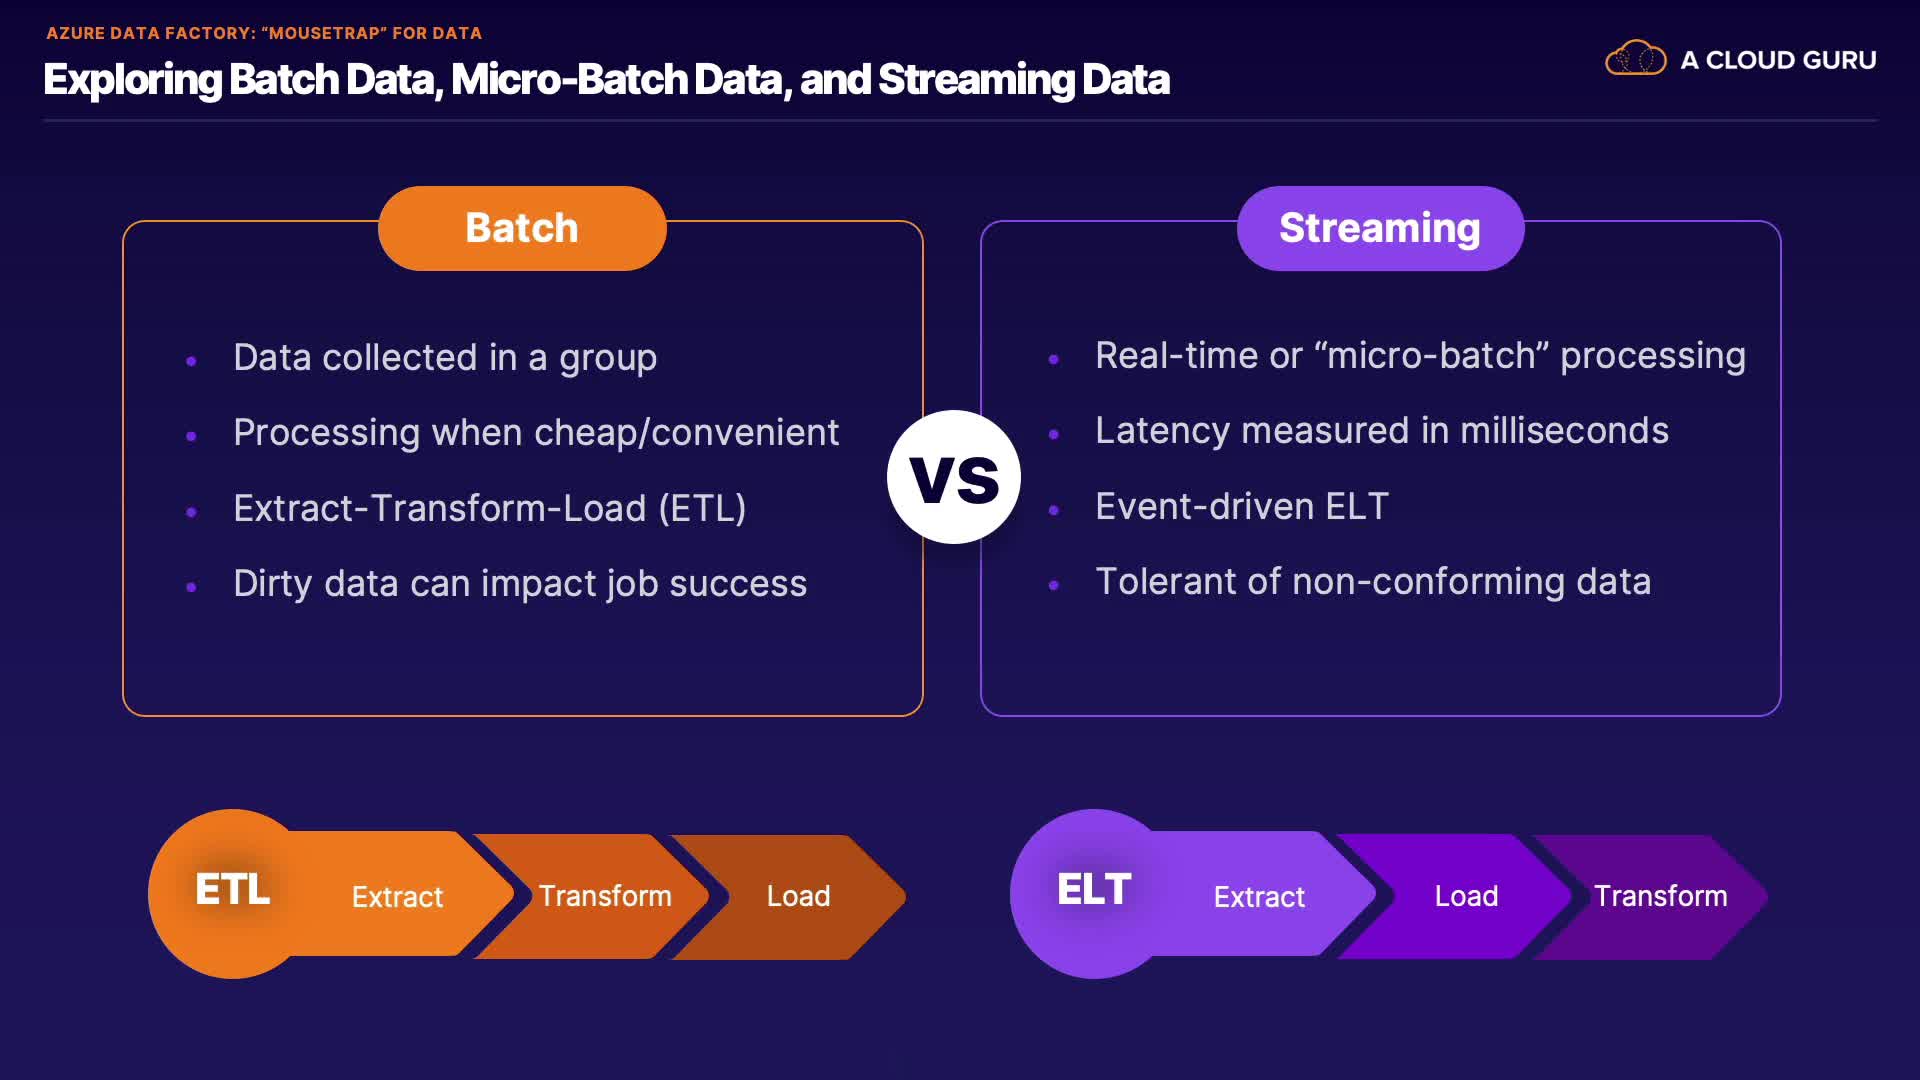 AZURE DATA FACTORY: “MOUSETRAP” FOR DATA
Exploring Batch Data, Micro-Batch Data, and Streaming Data
A CLOUD GURU
Batch
Data collected in a group
Processing when cheap/convenient
Extract-Transform-Load (ETL)
Dirty data can impact job success
VS
Streaming
Real-time or “micro-batch” processing
Latency measured in milliseconds
Event-driven ELT
Tolerant of non-conforming data
ETL
Extract
Transform
Load
ELT
Extract
Load
Transform